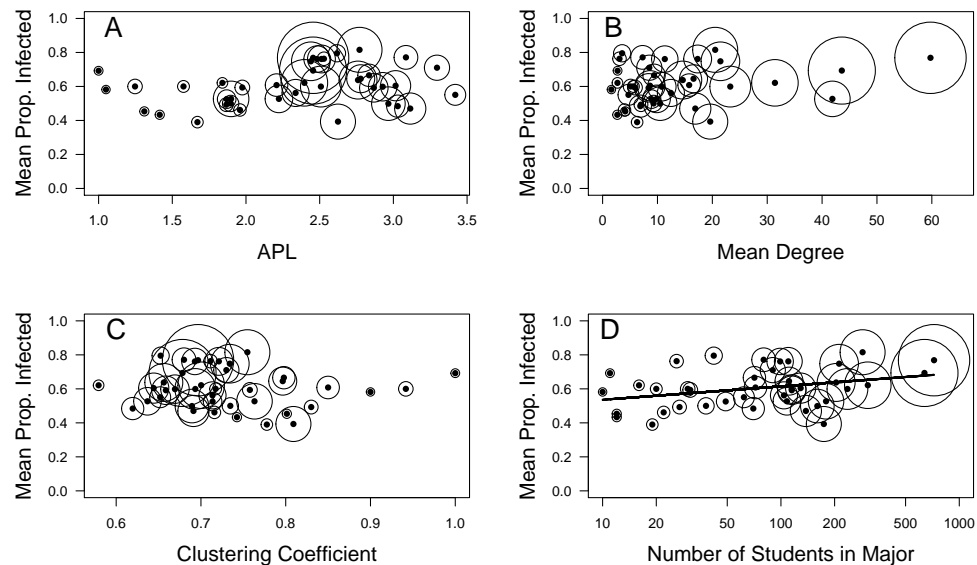 A
Mean Prop. Infected
1.0
0.8
0.6
0.4
0.2
0.0
1.0 1.5 2.0 2.5 3.0 3.5
APL
B
Mean Prop. Infected
1.0
0.8
0.6
0.4
0.2
0.0
0 10 20 30 40 50 60
Mean Degree
C
Mean Prop. Infected
1.0
0.8
0.6
0.4
0.2
0.0
0.6 0.7 0.8 0.9 1.0
Clustering Coefficient
D
Mean Prop. Infected
1.0
0.8
0.6
0.4
0.2
0.0
10 20 50 100 200 500 1000
Number of Students in Major